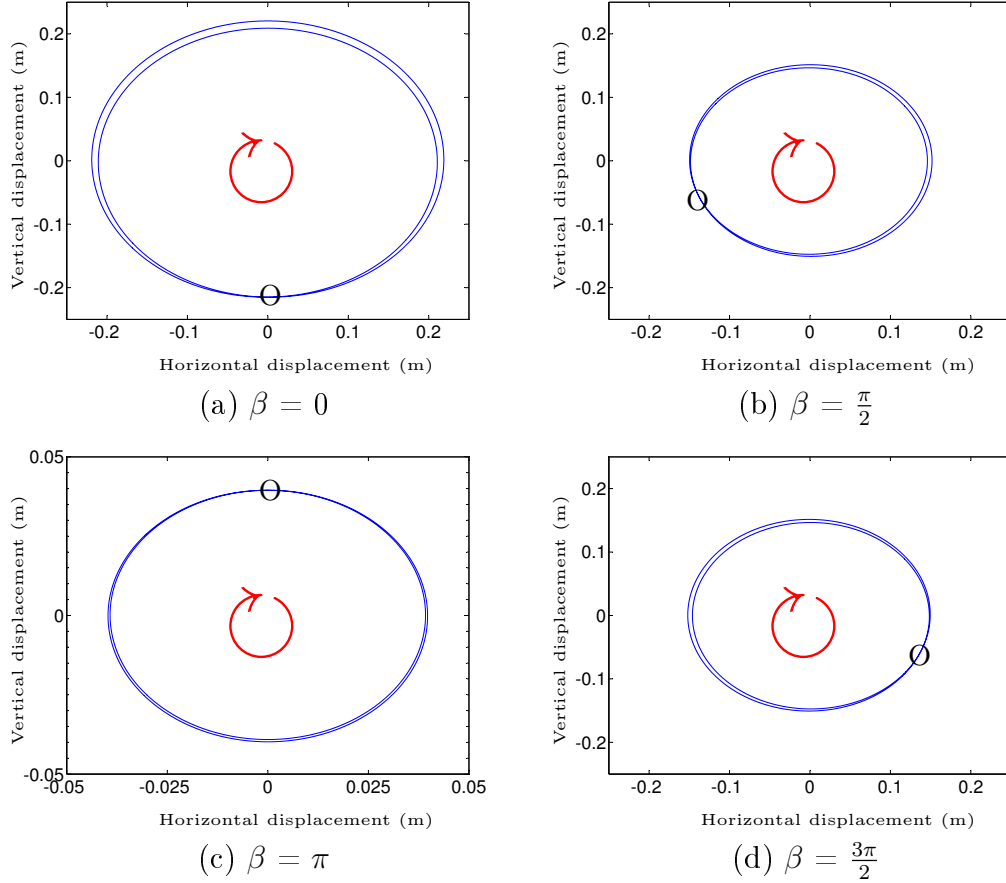 Vertical displacement (m)
0.2
0.1
0
-0.1
-0.2
O
-0.2 -0.1 0 0.1 0.2
Horizontal displacement (m)
(a) β = 0
Vertical displacement (m)
0.2
0.1
0
-0.1
-0.2
O
-0.2 -0.1 0 0.1 0.2
Horizontal displacement (m)
(b) β = π/2
Vertical displacement (m)
0.05
0
-0.05
O
-0.05 -0.025 0 0.025 0.05
Horizontal displacement (m)
(c) β = π
Vertical displacement (m)
0.2
0.1
0
-0.1
-0.2
O
-0.2 -0.1 0 0.1 0.2
Horizontal displacement (m)
(d) β = 3π/2